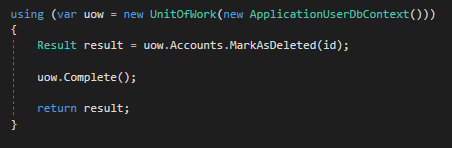 using (var uow = new UnitOfWork(new ApplicationUserDbContext()))
{
    Result result = uow.Accounts.MarkAsDeleted(id);
    uow.Complete();
    return result;
}